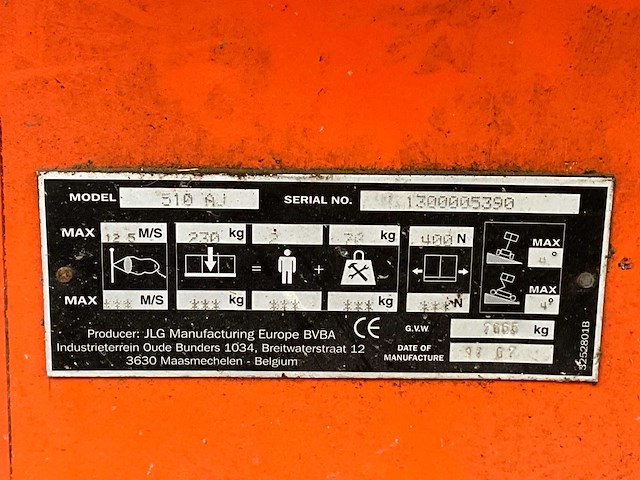 MODEL 510 AJ SERIAL NO. 1300005390
MAX 12.5 M/S 230 kg 2 70 kg 400 N
MAX 4°
= +
MAX *** M/S *** kg *** *** kg *** N
MAX 4°
Producer: JLG Manufacturing Europe BVBA
Industrieterrein Oude Bunders 1034, Breitwaterstraat 12
3630 Maasmechelen - Belgium
CE
G.V.W. kg
DATE OF
MANUFACTURE
3252801B